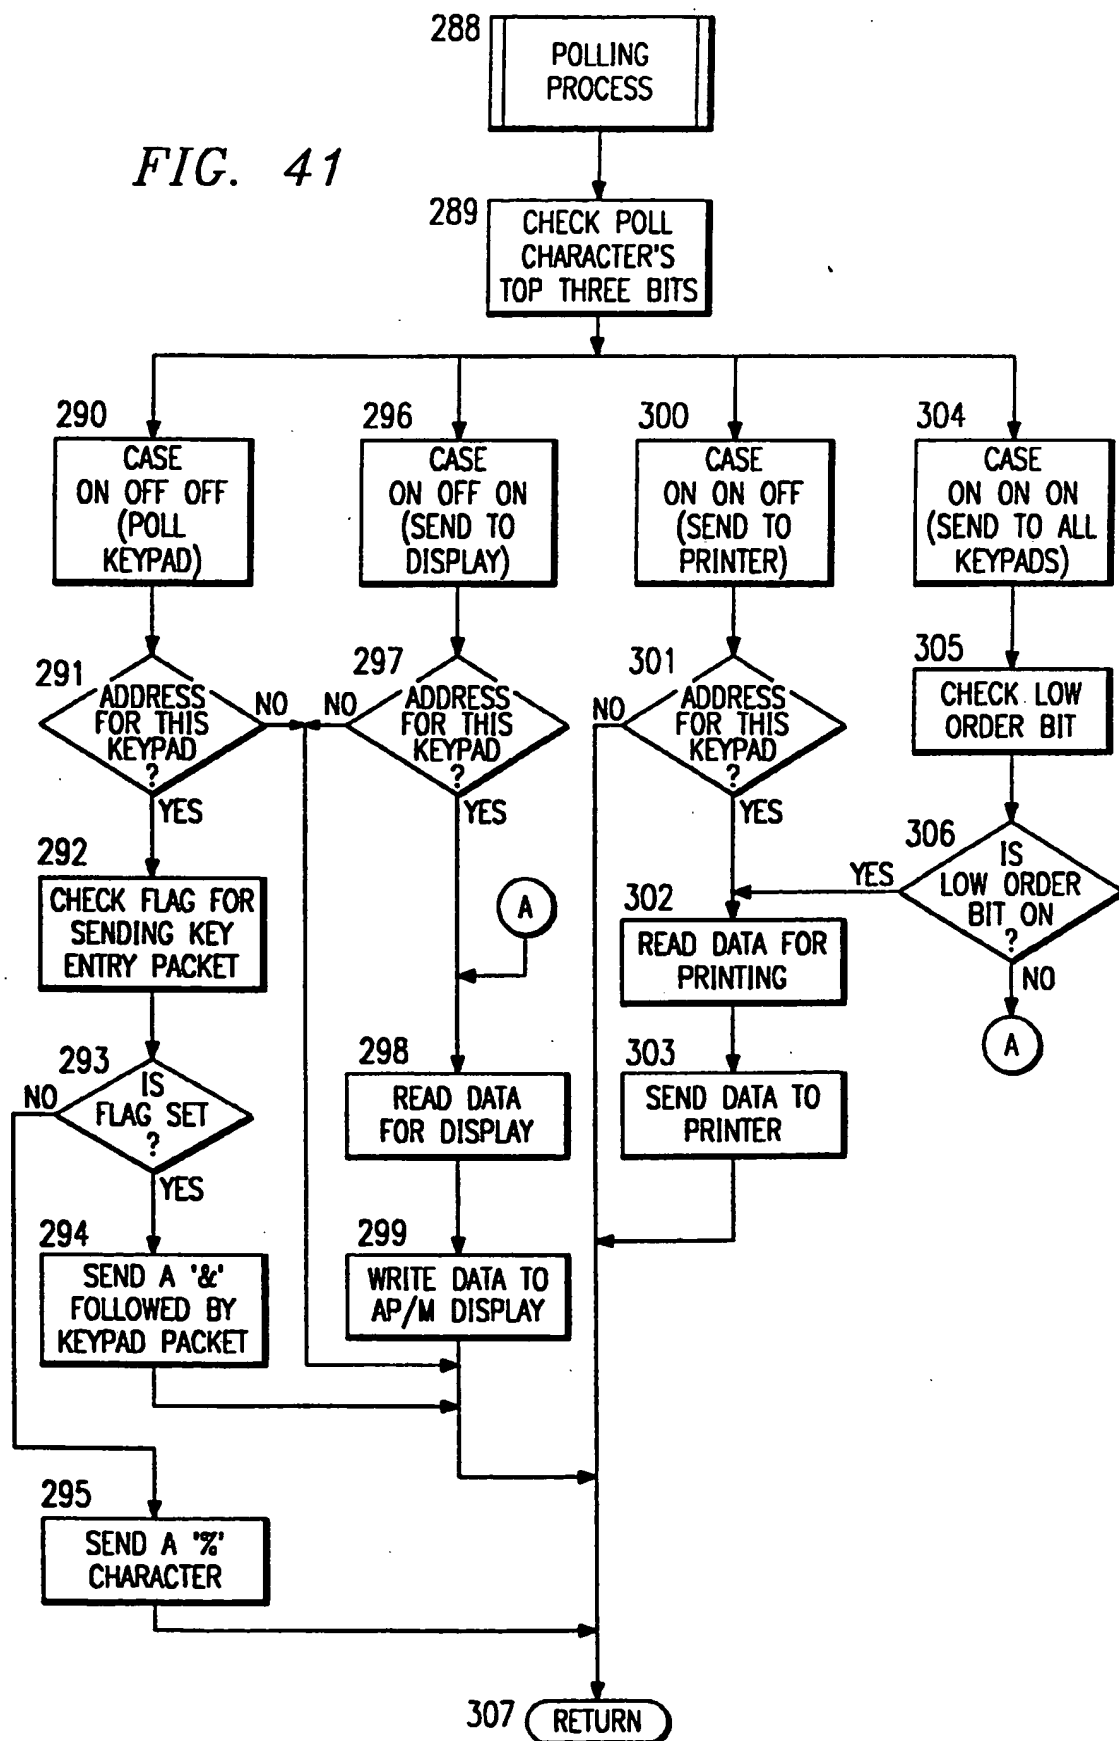 288
POLLING
PROCESS
FIG. 41
289
CHECK POLL
CHARACTER'S
TOP THREE BITS
290
CASE
ON OFF OFF
(POLL
KEYPAD)
296
CASE
ON OFF ON
(SEND TO
DISPLAY)
300
CASE
ON ON OFF
(SEND TO
PRINTER)
304
CASE
ON ON ON
(SEND TO ALL
KEYPADS)
291
ADDRESS
FOR THIS
KEYPAD
?
NO
YES
297
NO
ADDRESS
FOR THIS
KEYPAD
?
YES
301
NO
ADDRESS
FOR THIS
KEYPAD
?
YES
305
CHECK LOW
ORDER BIT
306
YES
IS
LOW ORDER
BIT ON
?
NO
A
292
CHECK FLAG FOR
SENDING KEY
ENTRY PACKET
A
302
READ DATA FOR
PRINTING
293
NO
IS
FLAG SET
?
YES
298
READ DATA
FOR DISPLAY
303
SEND DATA TO
PRINTER
294
SEND A '&'
FOLLOWED BY
KEYPAD PACKET
299
WRITE DATA TO
AP/M DISPLAY
295
SEND A '%'
CHARACTER
307
RETURN